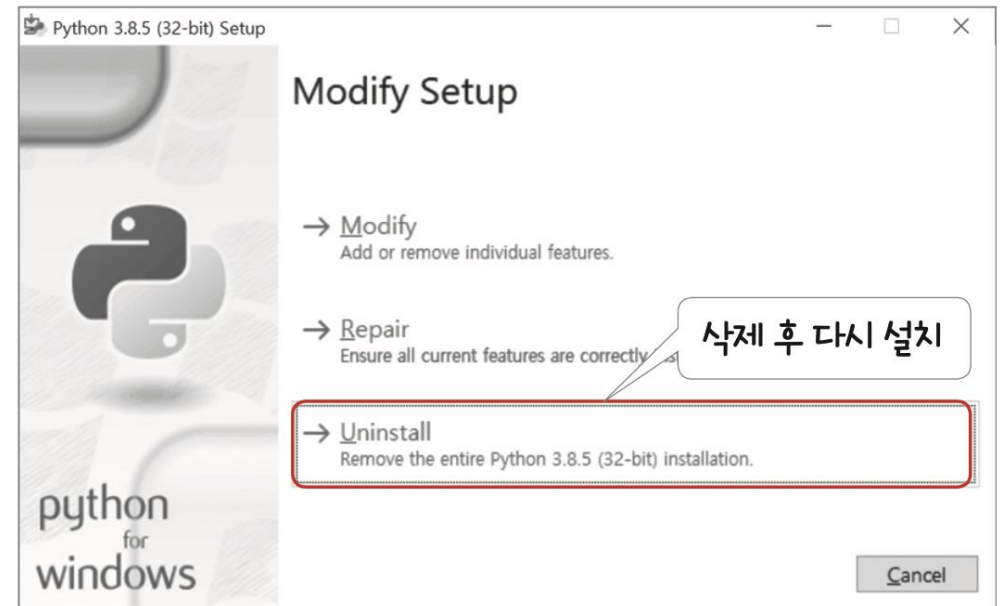 Python 3.8.5 (32-bit) Setup
Modify Setup
→ Modify
Add or remove individual features.
→ Repair
Ensure all current features are correctly
삭제 후 다시 설치
→ Uninstall
Remove the entire Python 3.8.5 (32-bit) installation.
python
for
windows
Cancel